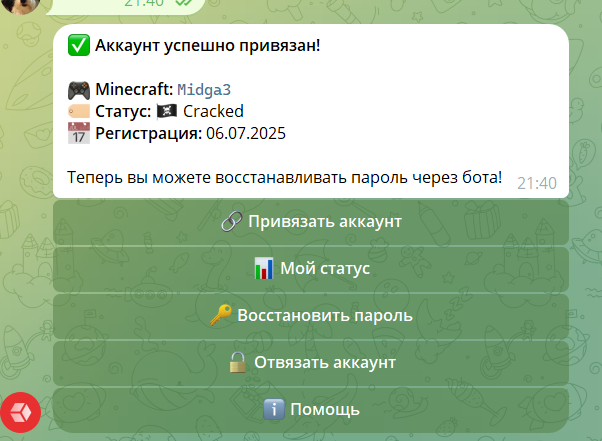 21:40
Аккаунт успешно привязан!
Minecraft: Midga3
Статус: Cracked
17 Регистрация: 06.07.2025
Теперь вы можете восстанавливать пароль через бота! 21:40
Привязать аккаунт
Мой статус
Восстановить пароль
Отвязать аккаунт
Помощь